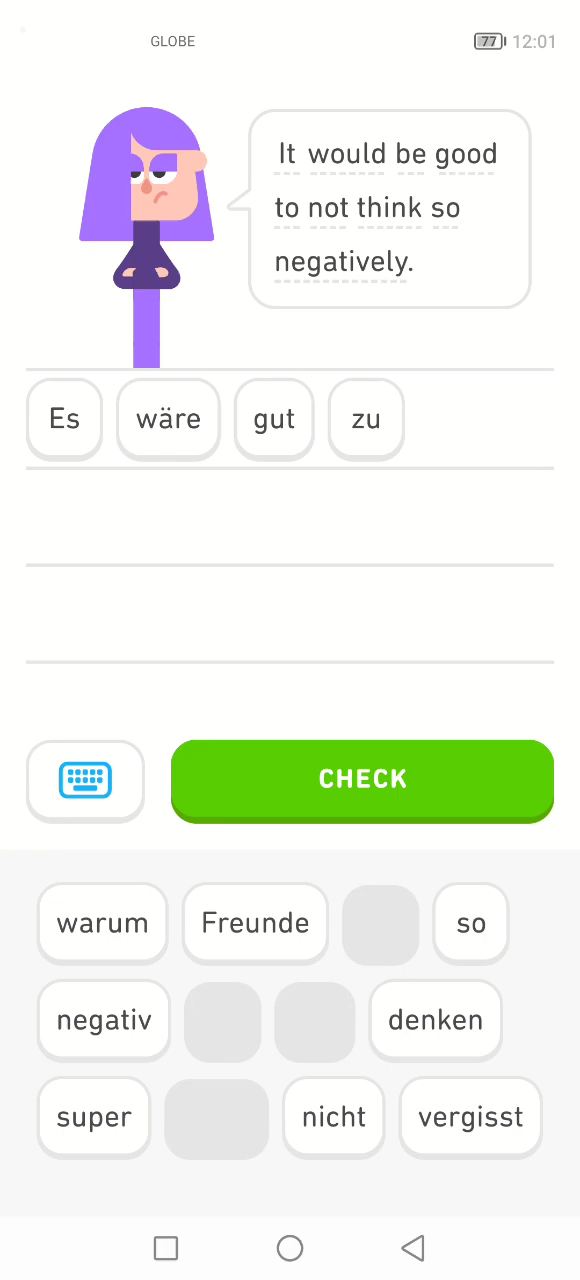 GLOBE 77 12:01
It would be good
to not think so
negatively.
Es wäre gut zu
CHECK
warum Freunde so
negativ denken
super nicht vergisst